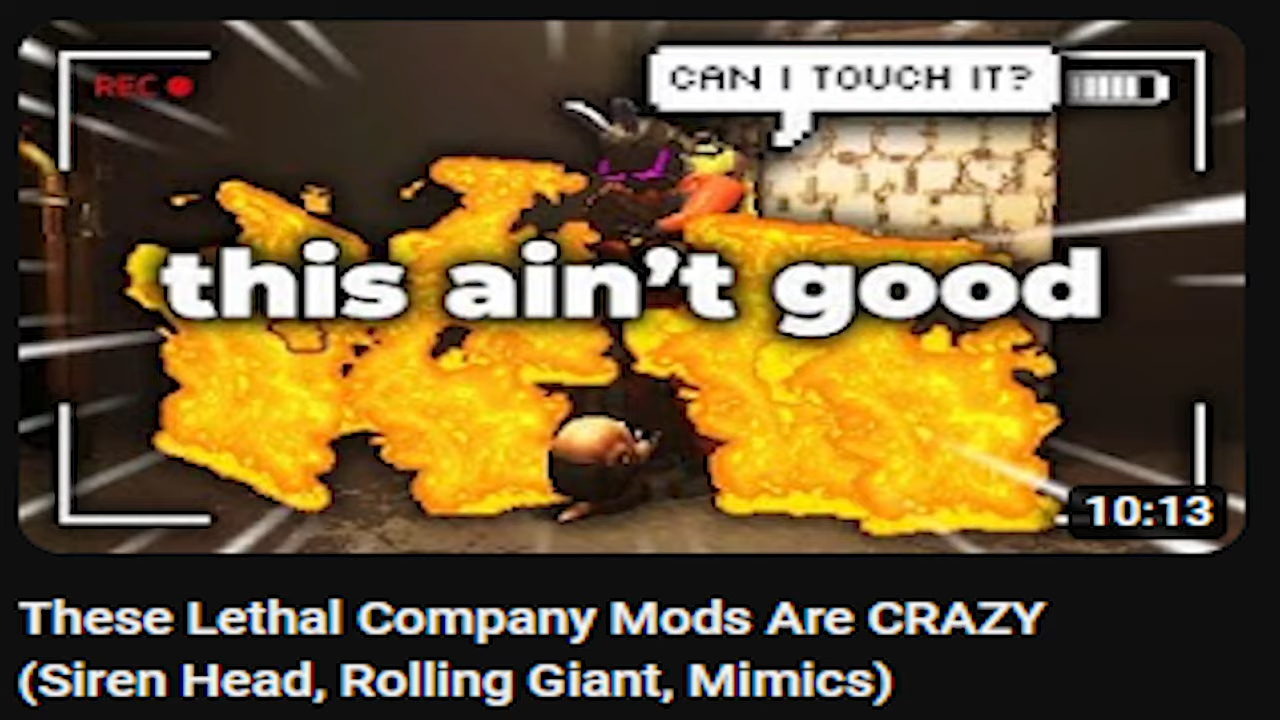 REC
CAN I TOUCH IT?
this ain't good
10:13
These Lethal Company Mods Are CRAZY
(Siren Head, Rolling Giant, Mimics)